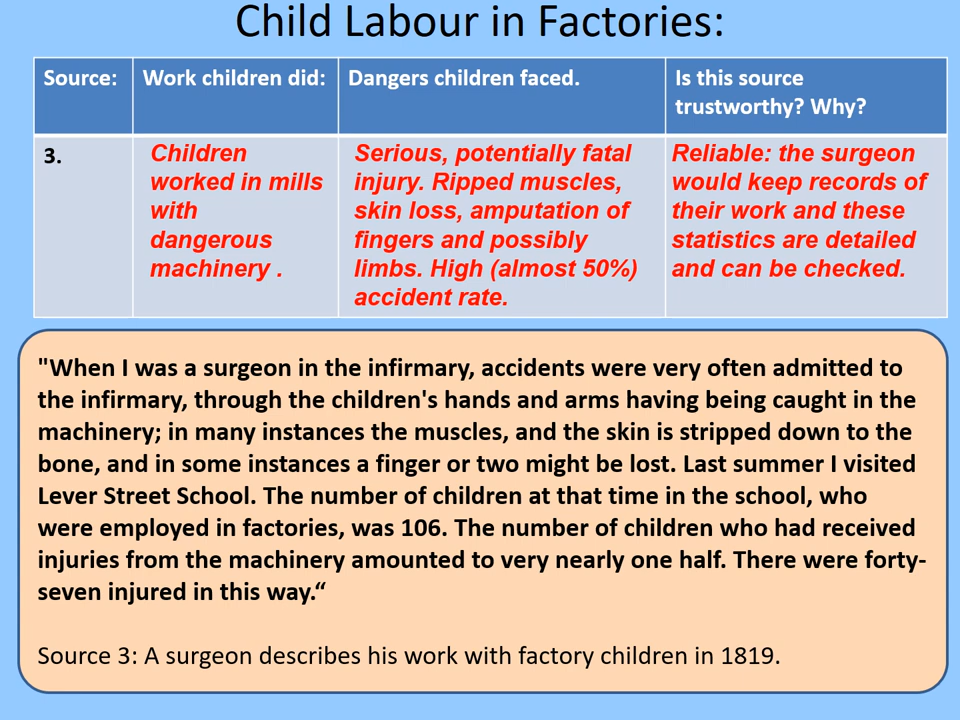 Child Labour in Factories:
Source:
Work children did:
Dangers children faced.
Is this source
trustworthy? Why?
3.
Children
worked in mills
with
dangerous
machinery .
Serious, potentially fatal
injury. Ripped muscles,
skin loss, amputation of
fingers and possibly
limbs. High (almost 50%)
accident rate.
Reliable: the surgeon
would keep records of
their work and these
statistics are detailed
and can be checked.
"When I was a surgeon in the infirmary, accidents were very often admitted to
the infirmary, through the children's hands and arms having being caught in the
machinery; in many instances the muscles, and the skin is stripped down to the
bone, and in some instances a finger or two might be lost. Last summer I visited
Lever Street School. The number of children at that time in the school, who
were employed in factories, was 106. The number of children who had received
injuries from the machinery amounted to very nearly one half. There were forty-
seven injured in this way.“
Source 3: A surgeon describes his work with factory children in 1819.